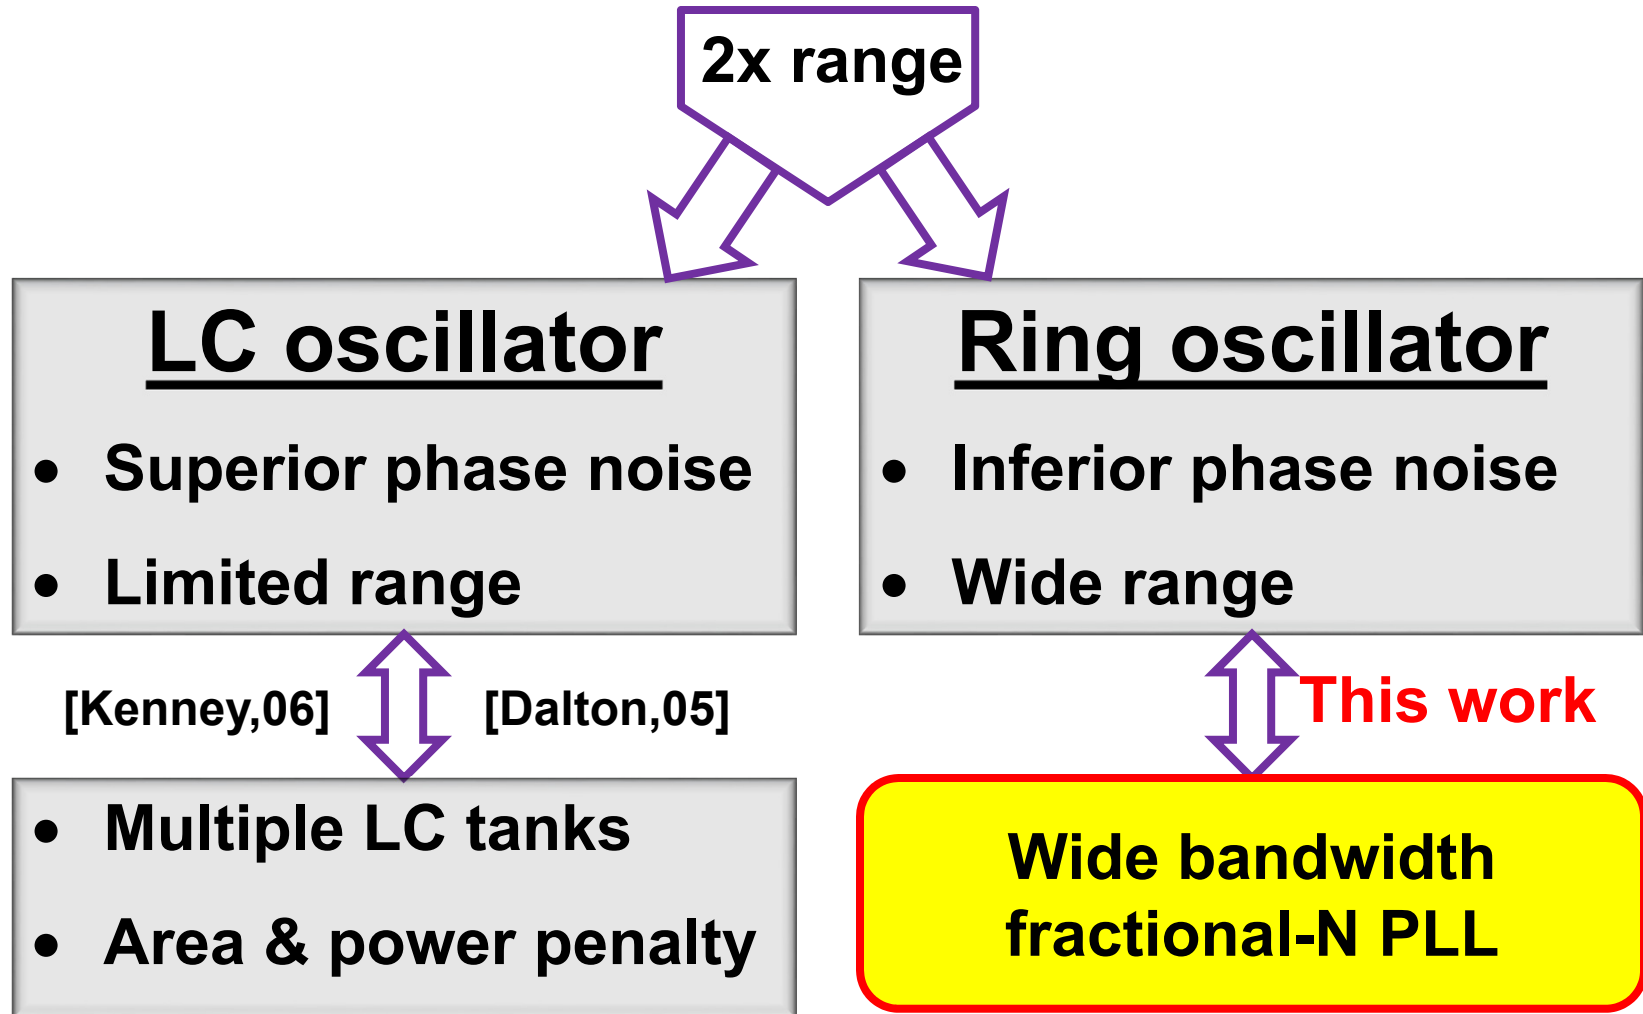 2x range
LC oscillator
• Superior phase noise
• Limited range
[Kenney,06]
[Dalton,05]
• Multiple LC tanks
• Area & power penalty
Ring oscillator
• Inferior phase noise
• Wide range
This work
Wide bandwidth
fractional-N PLL